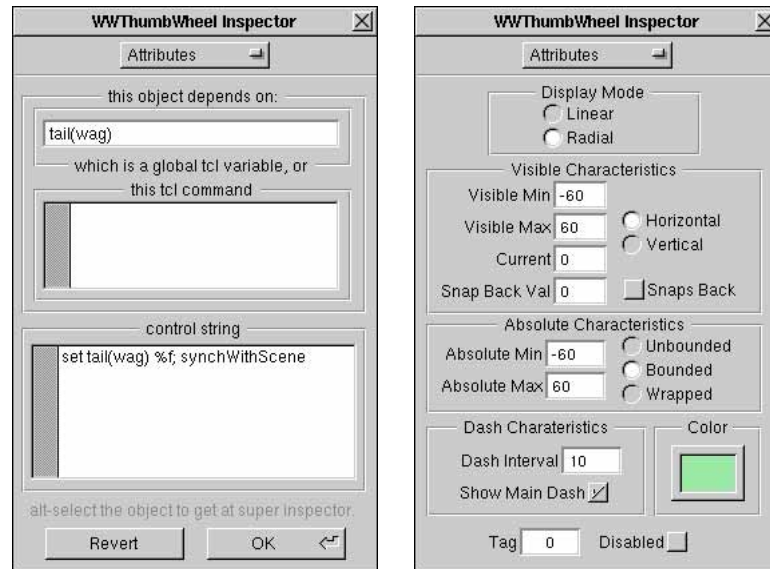 WWThumbWheel Inspector
Attributes
this object depends on:
tail(wag)
which is a global tcl variable, or
this tcl command
control string
set tail(wag) %f; synchWithScene
alt-select the object to get at super inspector.
Revert
OK
WWThumbWheel Inspector
Attributes
Display Mode
Linear
Radial
Visible Characteristics
Visible Min -60
Visible Max 60
Horizontal
Vertical
Current 0
Snap Back Val 0
Snaps Back
Absolute Characteristics
Absolute Min -60
Absolute Max 60
Unbounded
Bounded
Wrapped
Dash Charateristics
Dash Interval 10
Show Main Dash
Color
Tag 0
Disabled